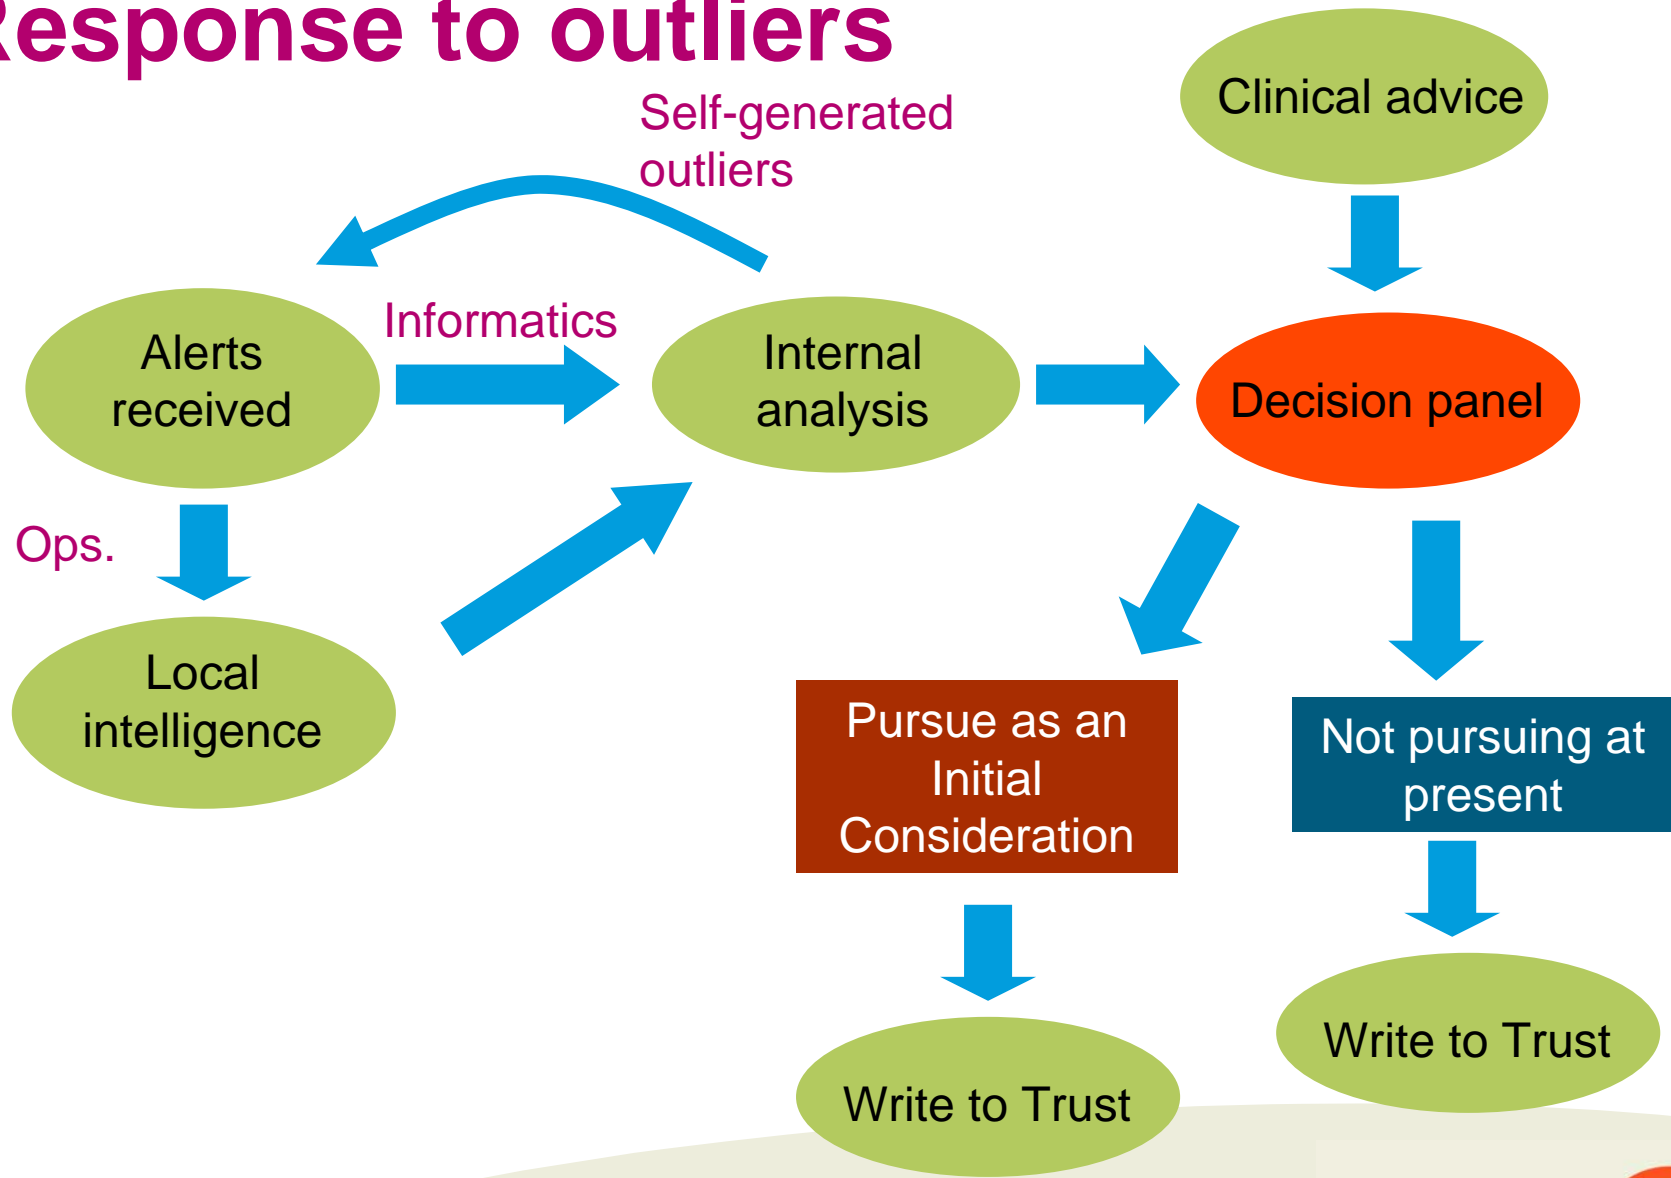 Response to outliers
Self-generated
outliers
Clinical advice
Informatics
Alerts
received
Internal
analysis
Decision panel
Ops.
Local
intelligence
Pursue as an
Initial
Consideration
Not pursuing at
present
Write to Trust
Write to Trust